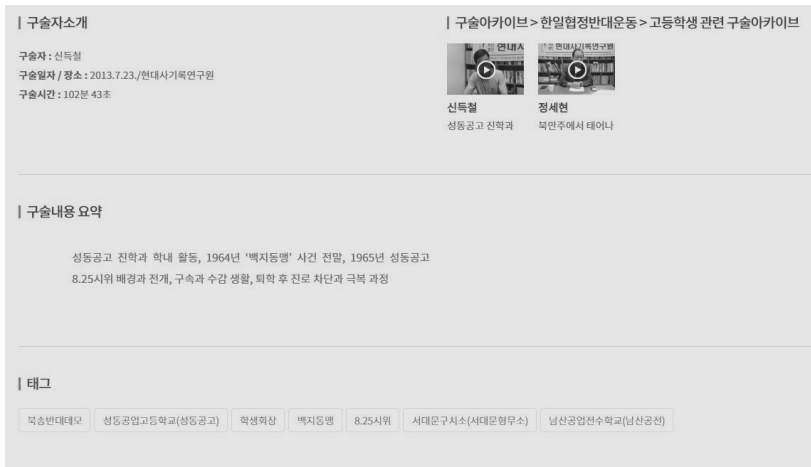 구술자소개
구술자 : 신득철
구술일자 / 장소 : 2013.7.23./현대사기록연구원
구술시간 : 102분 43초
구술아카이브 > 한일협정반대운동 > 고등학생 관련 구술아카이브
신득철
성동공고 진학과
정세현
북만주에서 태어나
구술내용 요약
성동공고 진학과 학내 활동, 1964년 ‘백지동맹’ 사건 전말, 1965년 성동공고
8.25시위 배경과 전개, 구속과 수감 생활, 퇴학 후 진로 차단과 극복 과정
태그
북송반대데모
성동공업고등학교(성동공고)
학생회장
백지동맹
8.25시위
서대문구치소(서대문형무소)
남산공업전수학교(남산공전)